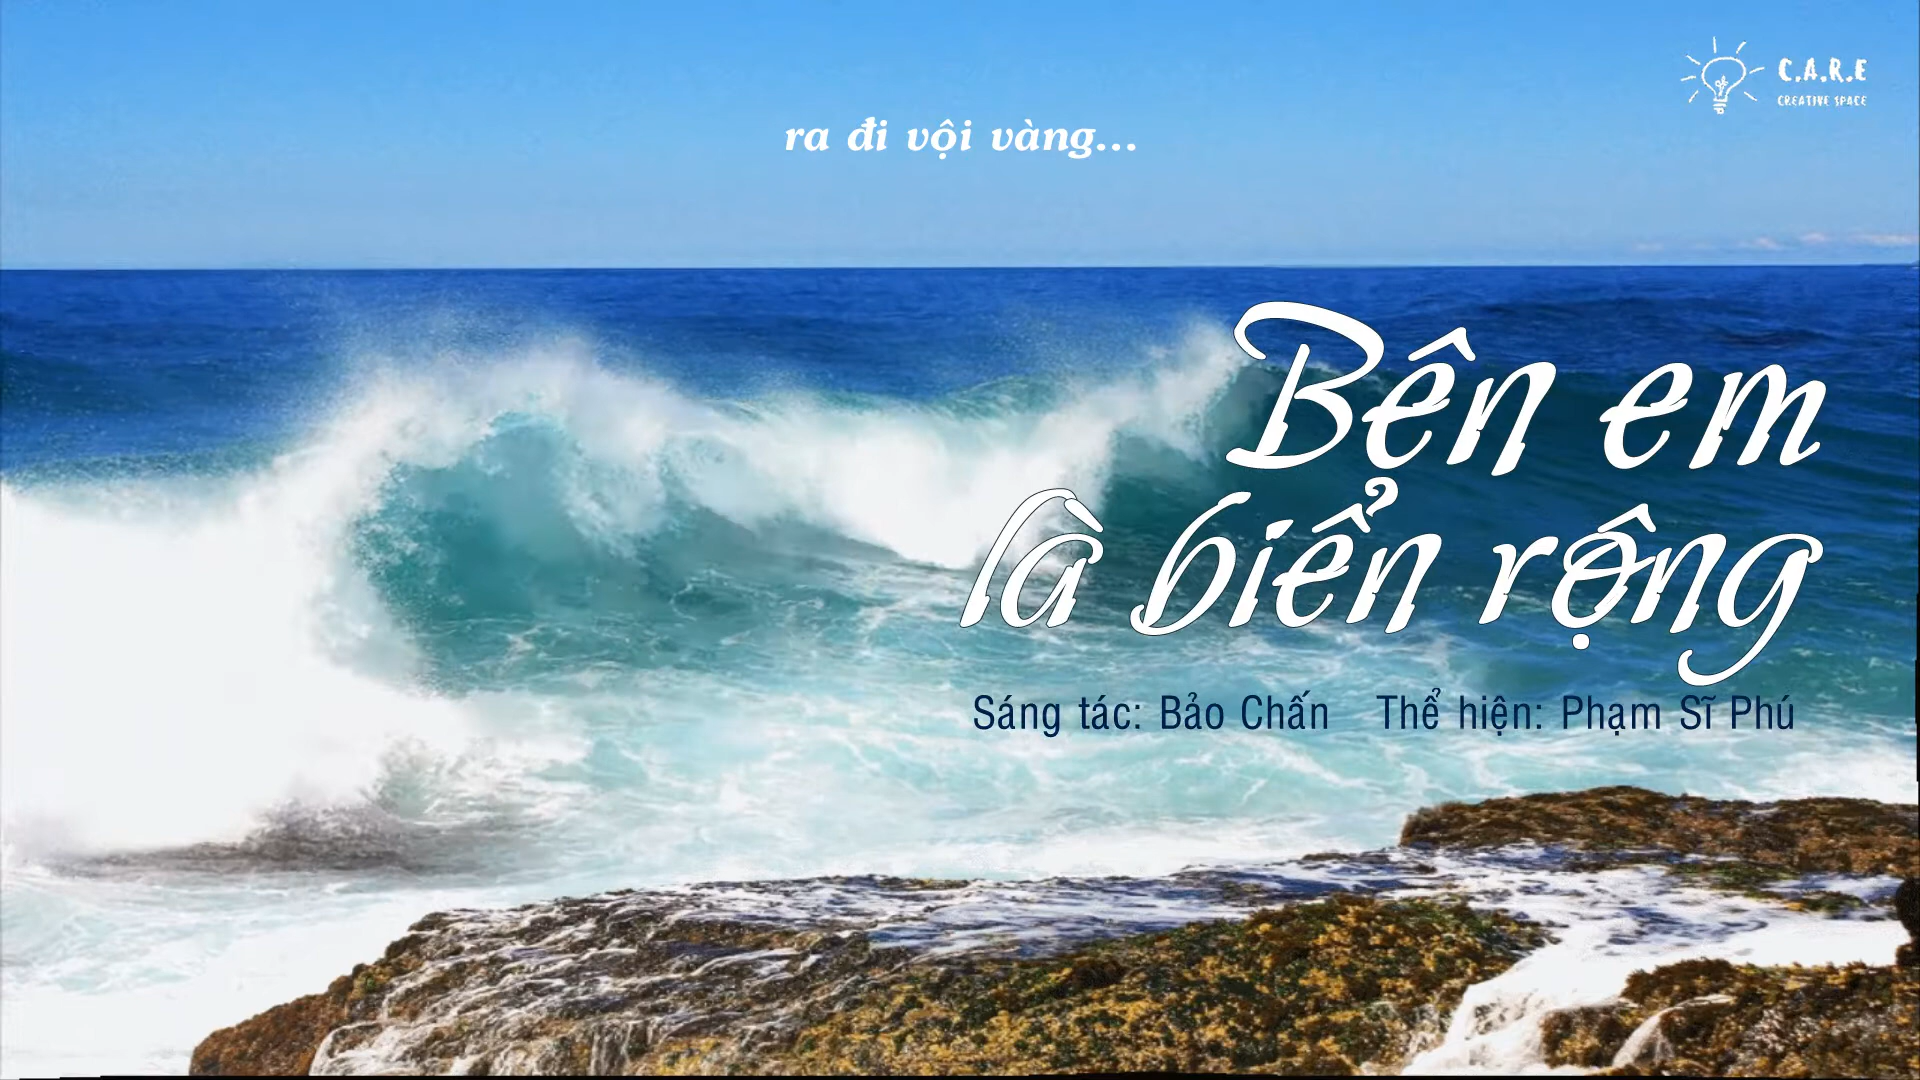 C.A.R.E
CREATIVE SPACE
ra đi vội vàng...
Bên em
là biển rộng
Sáng tác: Bảo Chấn Thể hiện: Phạm Sĩ Phú